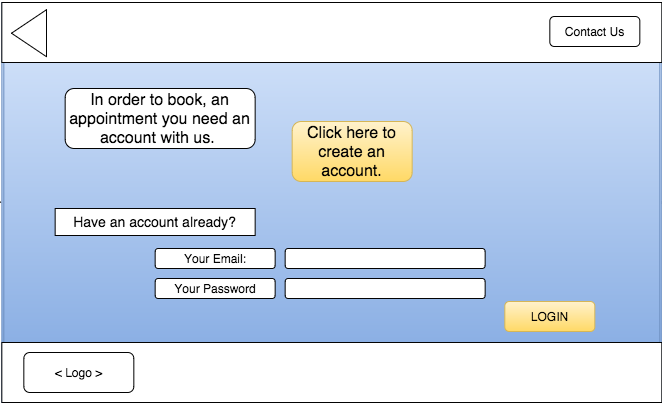 Contact Us
In order to book, an
appointment you need an
account with us.
Click here to
create an
account.
Have an account already?
Your Email:
Your Password
LOGIN
< Logo >